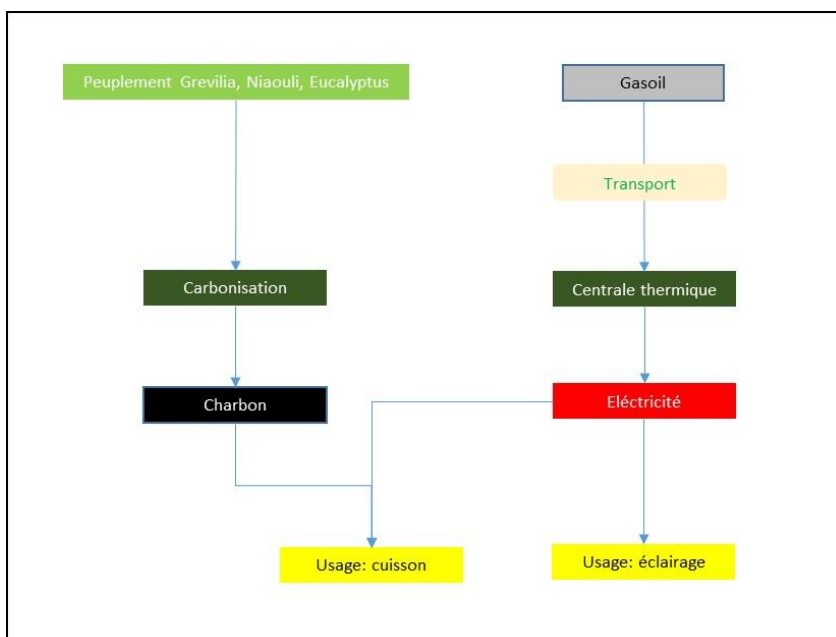 Peuplement Grevilia, Niaouli, Eucalyptus
Gasoil
Transport
Carbonisation
Centrale thermique
Charbon
Eléctricité
Usage: cuisson
Usage: éclairage